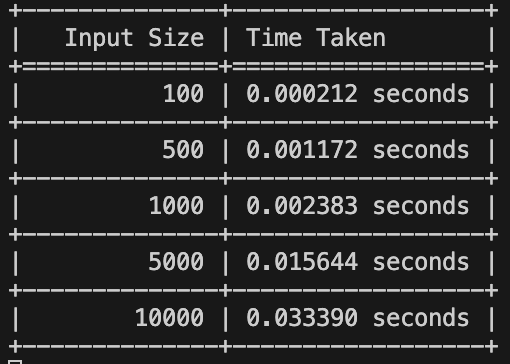 +--------------+------------------+
|   Input Size | Time Taken       |
+==============+==================+
|          100 | 0.000212 seconds |
+--------------+------------------+
|          500 | 0.001172 seconds |
+--------------+------------------+
|         1000 | 0.002383 seconds |
+--------------+------------------+
|         5000 | 0.015644 seconds |
+--------------+------------------+
|        10000 | 0.033390 seconds |
+--------------+------------------+